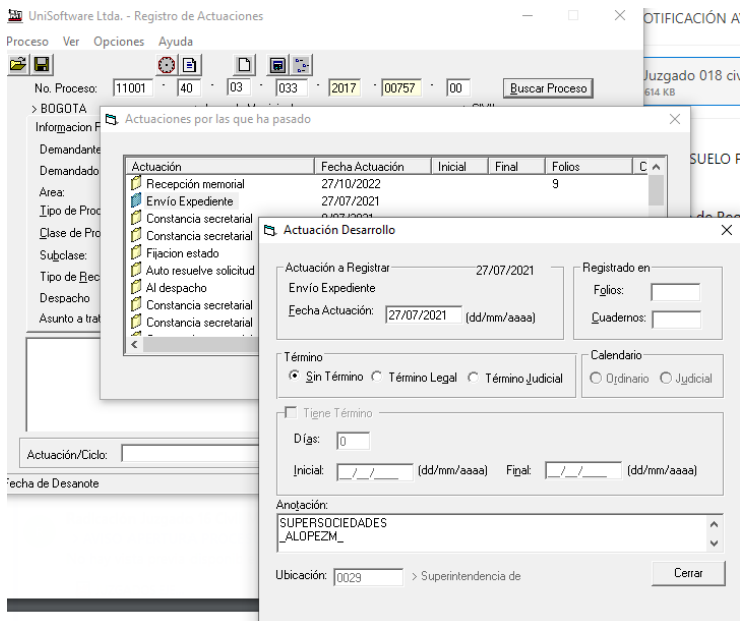 UniSoftware Ltda. - Registro de Actuaciones
OTIFICACIÓN A
Proceso Ver Opciones Ayuda
No. Proceso: 11001 - 40 - 03 - 033 - 2017 - 00757 - 00 Buscar Proceso
Juzgado 018 civ
614 KB
> BOGOTA
Información P
Demandante
Demandado
Area:
Tipo de Proc
Clase de Pro
Subclase:
Tipo de Rec
Despacho
Asunto a trat
Actuación/Ciclo:
Fecha de Desanote
SUELO P
Actuaciones por las que ha pasado
Actuación Fecha Actuación Inicial Final Folios C
Recepción memorial 27/10/2022 9
Envío Expediente 27/07/2021
Constancia secretarial
Constancia secretarial
Fijacion estado
Auto resuelve solicitud
Al despacho
Constancia secretarial
Constancia secretarial
Actuación Desarrollo
Actuación a Registrar 27/07/2021
Envío Expediente
Fecha Actuación: 27/07/2021 (dd/mm/aaaa)
Registrado en
Folios:
Cuadernos:
Término
Sin Término Término Legal Término Judicial
Calendario
Ordinario Judicial
Tiene Término
Días: 0
Inicial: __/__/____ (dd/mm/aaaa) Final: __/__/____ (dd/mm/aaaa)
Anotación:
SUPERSOCIEDADES
_ALOPEZM_
Ubicación: 0029 > Superintendencia de
Cerrar